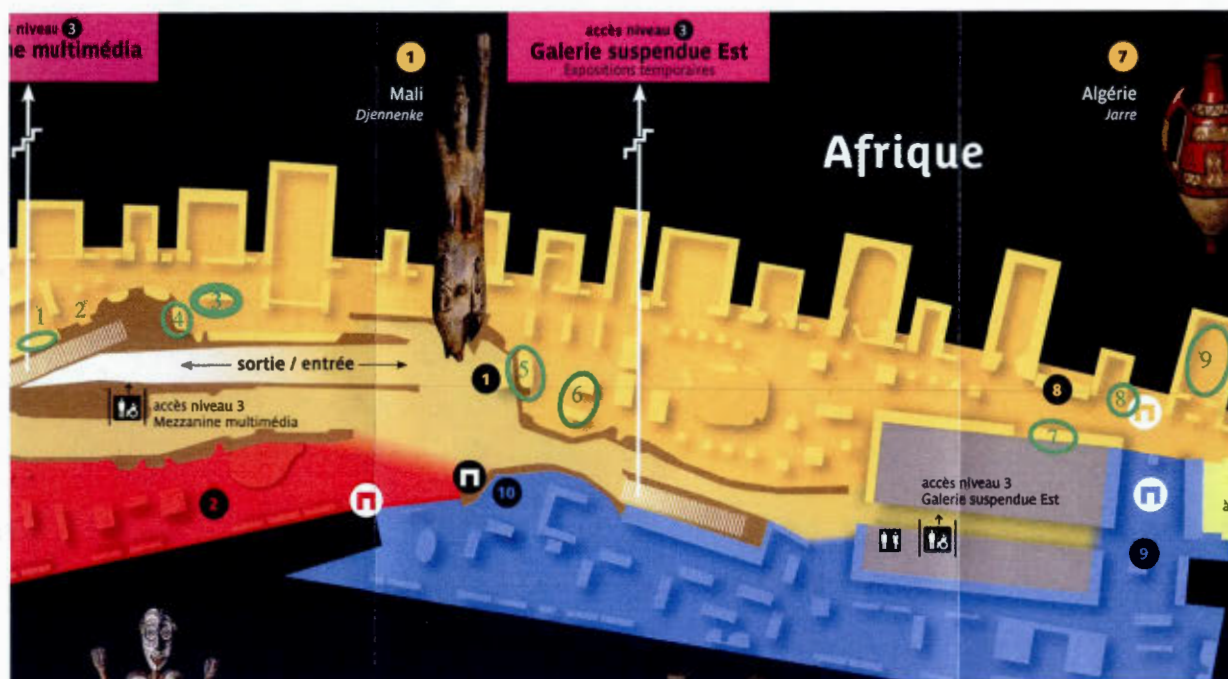 niveau 3
ne multimédia
1
Mali
Djennenke
accès niveau 3
Galerie suspendue Est
Expositions temporaires
7
Algérie
Jarre
Afrique
1
2
3
4
sortie / entrée
1
5
6
8
8
9
7
accès niveau 3
Mezzanine multimédia
2
10
accès niveau 3
Galerie suspendue Est
9